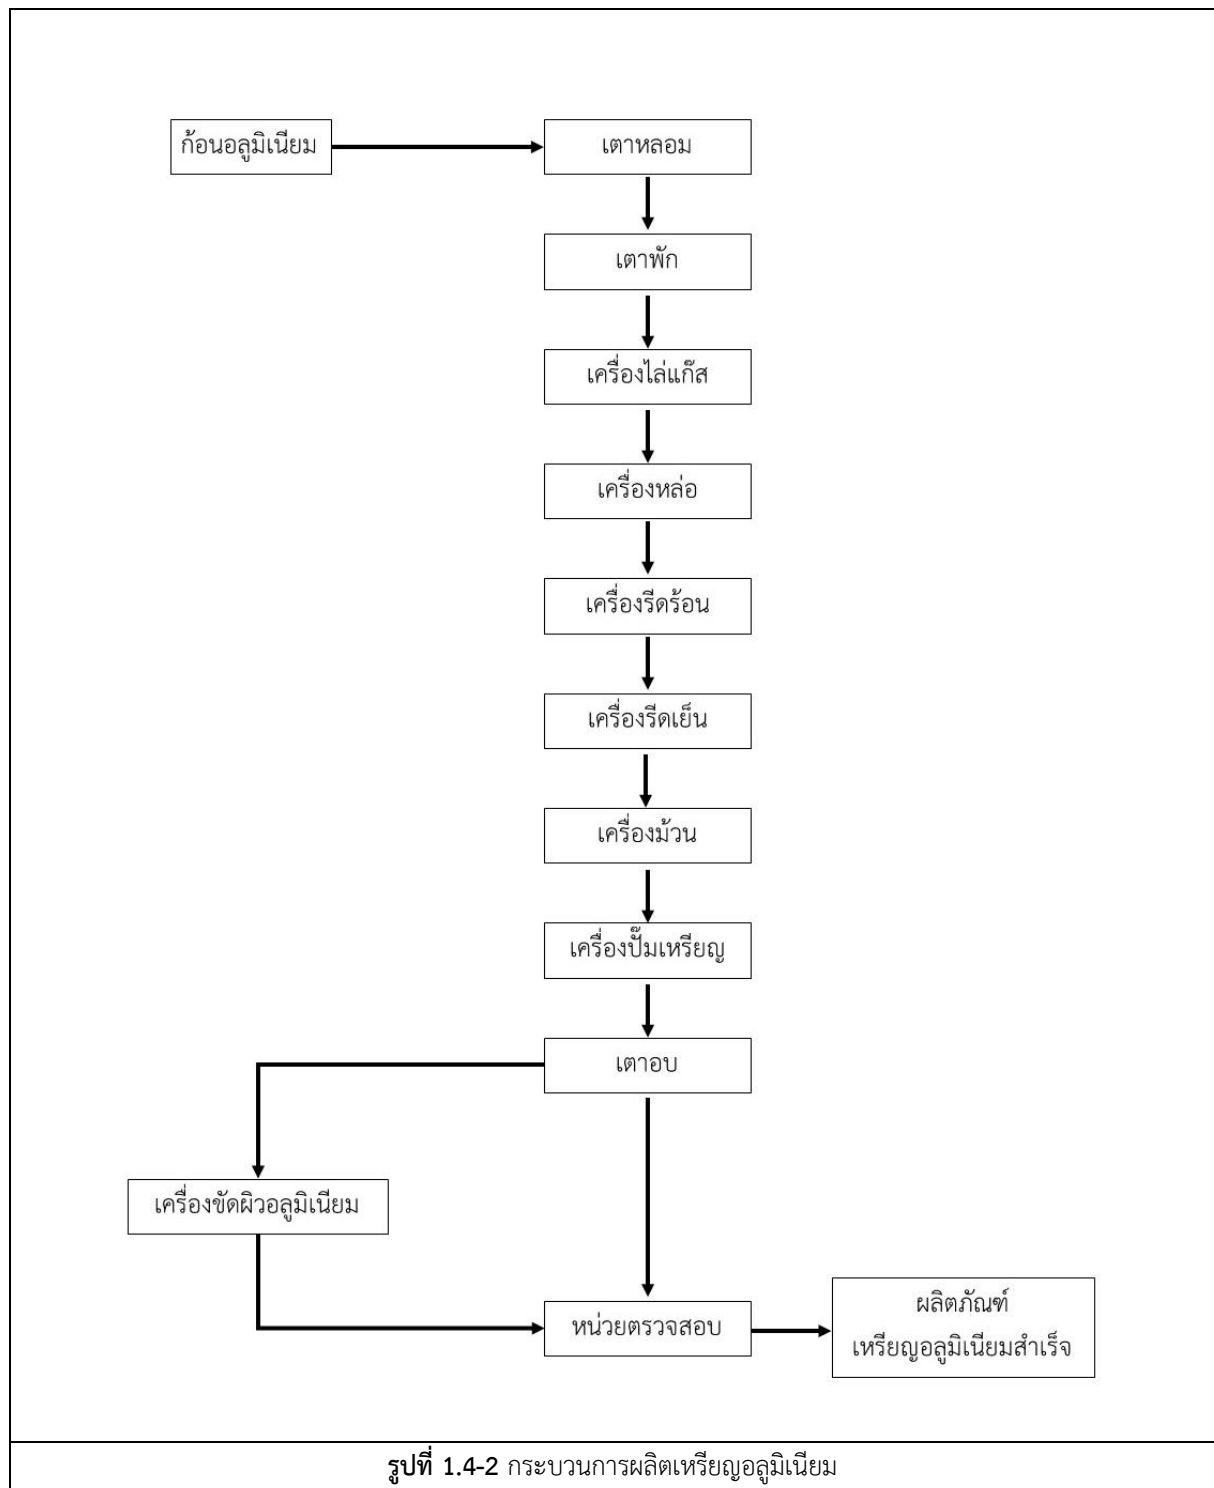 ก้อนอลูมิเนียม
เตาหลอม
เตาพัก
เครื่องไล่แก๊ส
เครื่องหล่อ
เครื่องรีดร้อน
เครื่องรีดเย็น
เครื่องม้วน
เครื่องปั๊มเหรียญ
เตาอบ
เครื่องขัดผิวอลูมิเนียม
หน่วยตรวจสอบ
ผลิตภัณฑ์
เหรียญอลูมิเนียมสำเร็จ
รูปที่ 1.4-2 กระบวนการผลิตเหรียญอลูมิเนียม